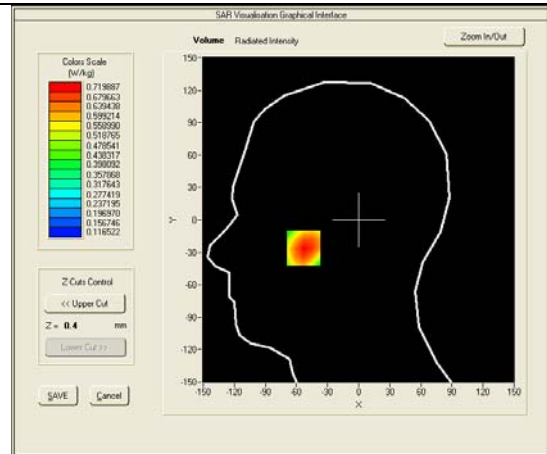 SAR Visualisation Graphical Interface
Volume Radiated Intensity
Zoom In/Out
Colors Scale
(W/kg)
0.719887
0.679663
0.639438
0.599214
0.558990
0.518765
0.478541
0.438317
0.398092
0.357868
0.317643
0.277419
0.237195
0.196970
0.156746
0.116522
Z Cuts Control
<< Upper Cut
Z = 0.4 mm
Lower Cut >>
SAVE Cancel
150
120
90
60
30
0
-30
-60
-90
-120
-150
Y
-150 -120 -90 -60 -30 0 30 60 90 120 150
X